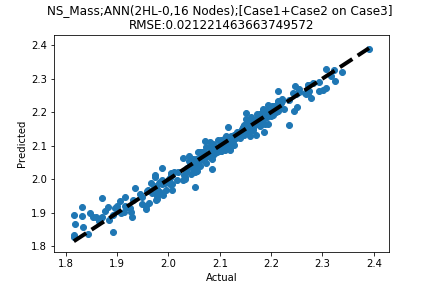 NS_Mass;ANN(2HL-0,16 Nodes);[Case1+Case2 on Case3]
RMSE:0.021221463663749572
2.4
2.3
2.2
2.1
2.0
1.9
1.8
Predicted
1.8 1.9 2.0 2.1 2.2 2.3 2.4
Actual